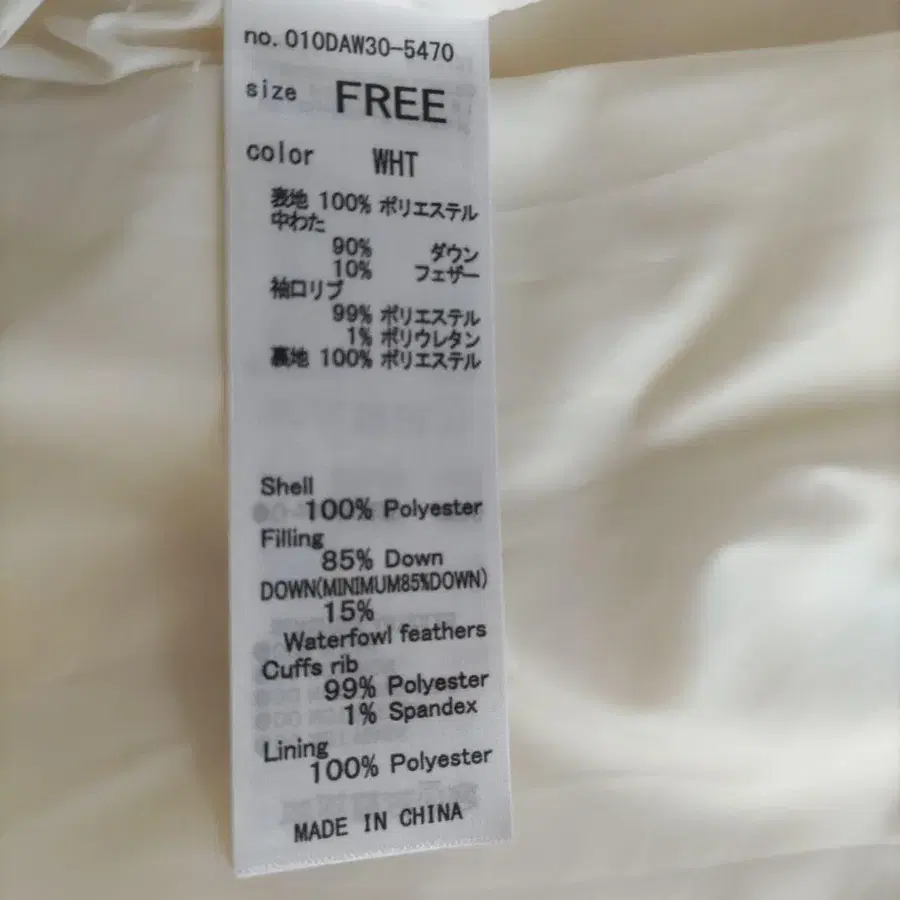 no. 010DAW30-5470
size FREE
color WHT
表地 100% ポリエステル
中わた
90% ダウン
10% フェザー
袖口リブ
99% ポリエステル
1% ポリウレタン
裏地 100% ポリエステル
Shell
100% Polyester
Filling
85% Down
DOWN(MINIMUM85%DOWN)
15%
Waterfowl feathers
Cuffs rib
99% Polyester
1% Spandex
Lining
100% Polyester
MADE IN CHINA